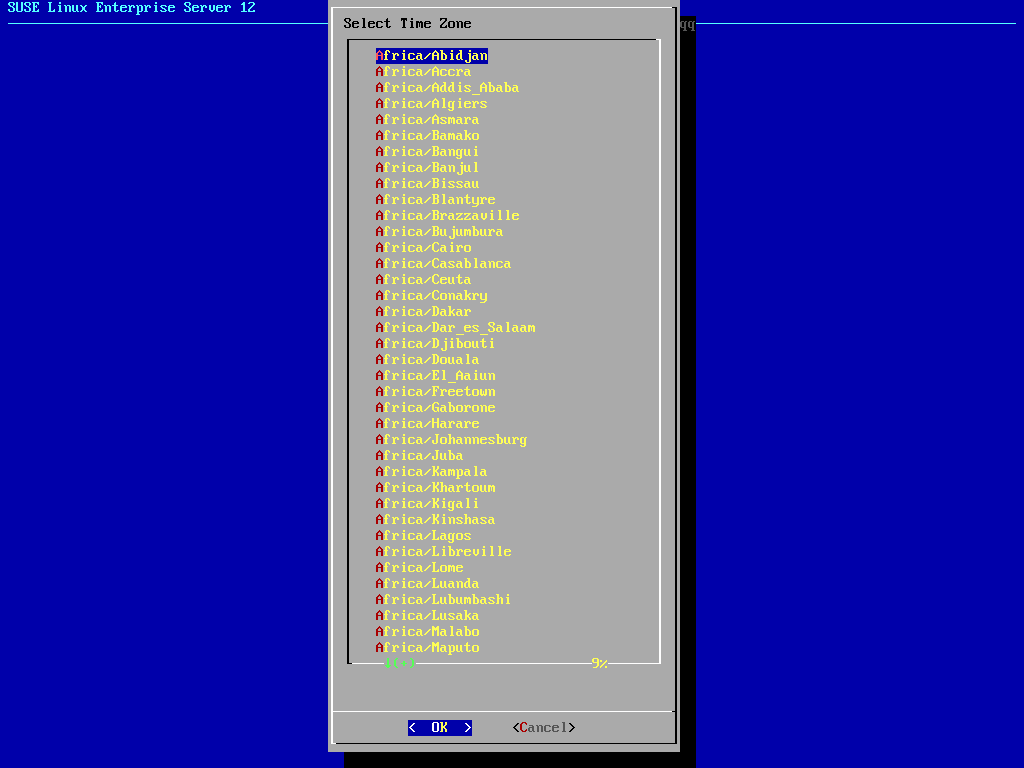 SUSE Linux Enterprise Server 12
Select Time Zone
qq
Africa/Abidjan
Africa/Accra
Africa/Addis_Ababa
Africa/Algiers
Africa/Asmara
Africa/Bamako
Africa/Bangui
Africa/Banjul
Africa/Bissau
Africa/Blantyre
Africa/Brazzaville
Africa/Bujumbura
Africa/Cairo
Africa/Casablanca
Africa/Ceuta
Africa/Conakry
Africa/Dakar
Africa/Dar_es_Salaam
Africa/Djibouti
Africa/Douala
Africa/El_Aaiun
Africa/Freetown
Africa/Gaborone
Africa/Harare
Africa/Johannesburg
Africa/Juba
Africa/Kampala
Africa/Khartoum
Africa/Kigali
Africa/Kinshasa
Africa/Lagos
Africa/Libreville
Africa/Lome
Africa/Luanda
Africa/Lubumbashi
Africa/Lusaka
Africa/Malabo
Africa/Maputo
9%
< OK > <Cancel>